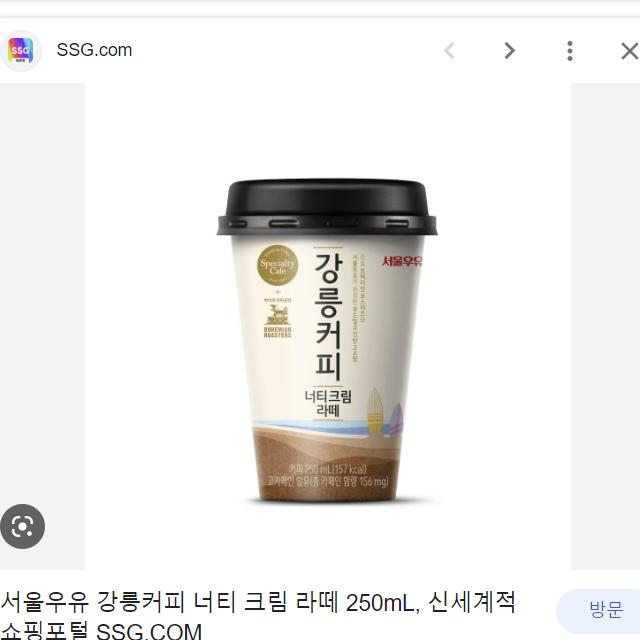 SSG
WEB
SSG.com
Specialty
Cafe
+
BOHEMIAN
ROASTERS
강릉커피
서울우유
너티크림
라떼
커피 250 mL(157 kcal)
고카페인 함유(총 카페인 함량 156 mg)
서울우유 강릉커피 너티 크림 라떼 250mL, 신세계적
쇼핑포털 SSG.COM
방문